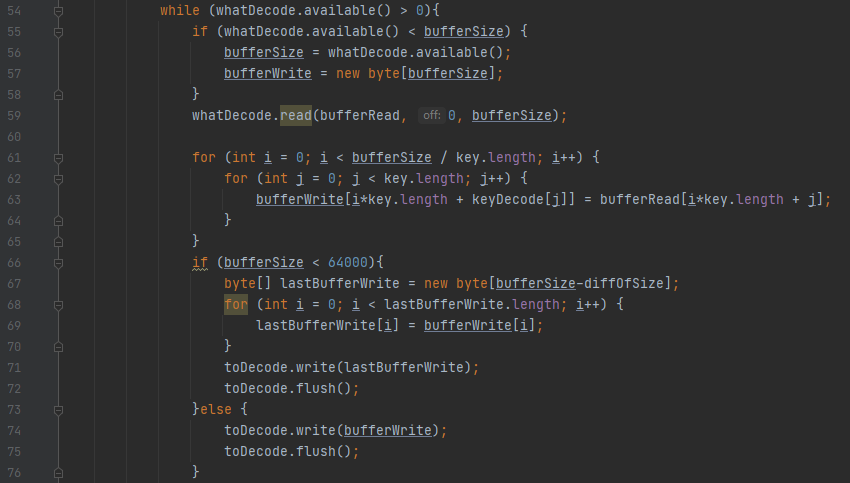 54 while (whatDecode.available() > 0){
55 if (whatDecode.available() < bufferSize) {
56 bufferSize = whatDecode.available();
57 bufferWrite = new byte[bufferSize];
58 }
59 whatDecode.read(bufferRead, off: 0, bufferSize);
60
61 for (int i = 0; i < bufferSize / key.length; i++) {
62 for (int j = 0; j < key.length; j++) {
63 bufferWrite[i*key.length + keyDecode[j]] = bufferRead[i*key.length + j];
64 }
65 }
66 if (bufferSize < 64000){
67 byte[] lastBufferWrite = new byte[bufferSize-diffOfSize];
68 for (int i = 0; i < lastBufferWrite.length; i++) {
69 lastBufferWrite[i] = bufferWrite[i];
70 }
71 toDecode.write(lastBufferWrite);
72 toDecode.flush();
73 }else {
74 toDecode.write(bufferWrite);
75 toDecode.flush();
76 }